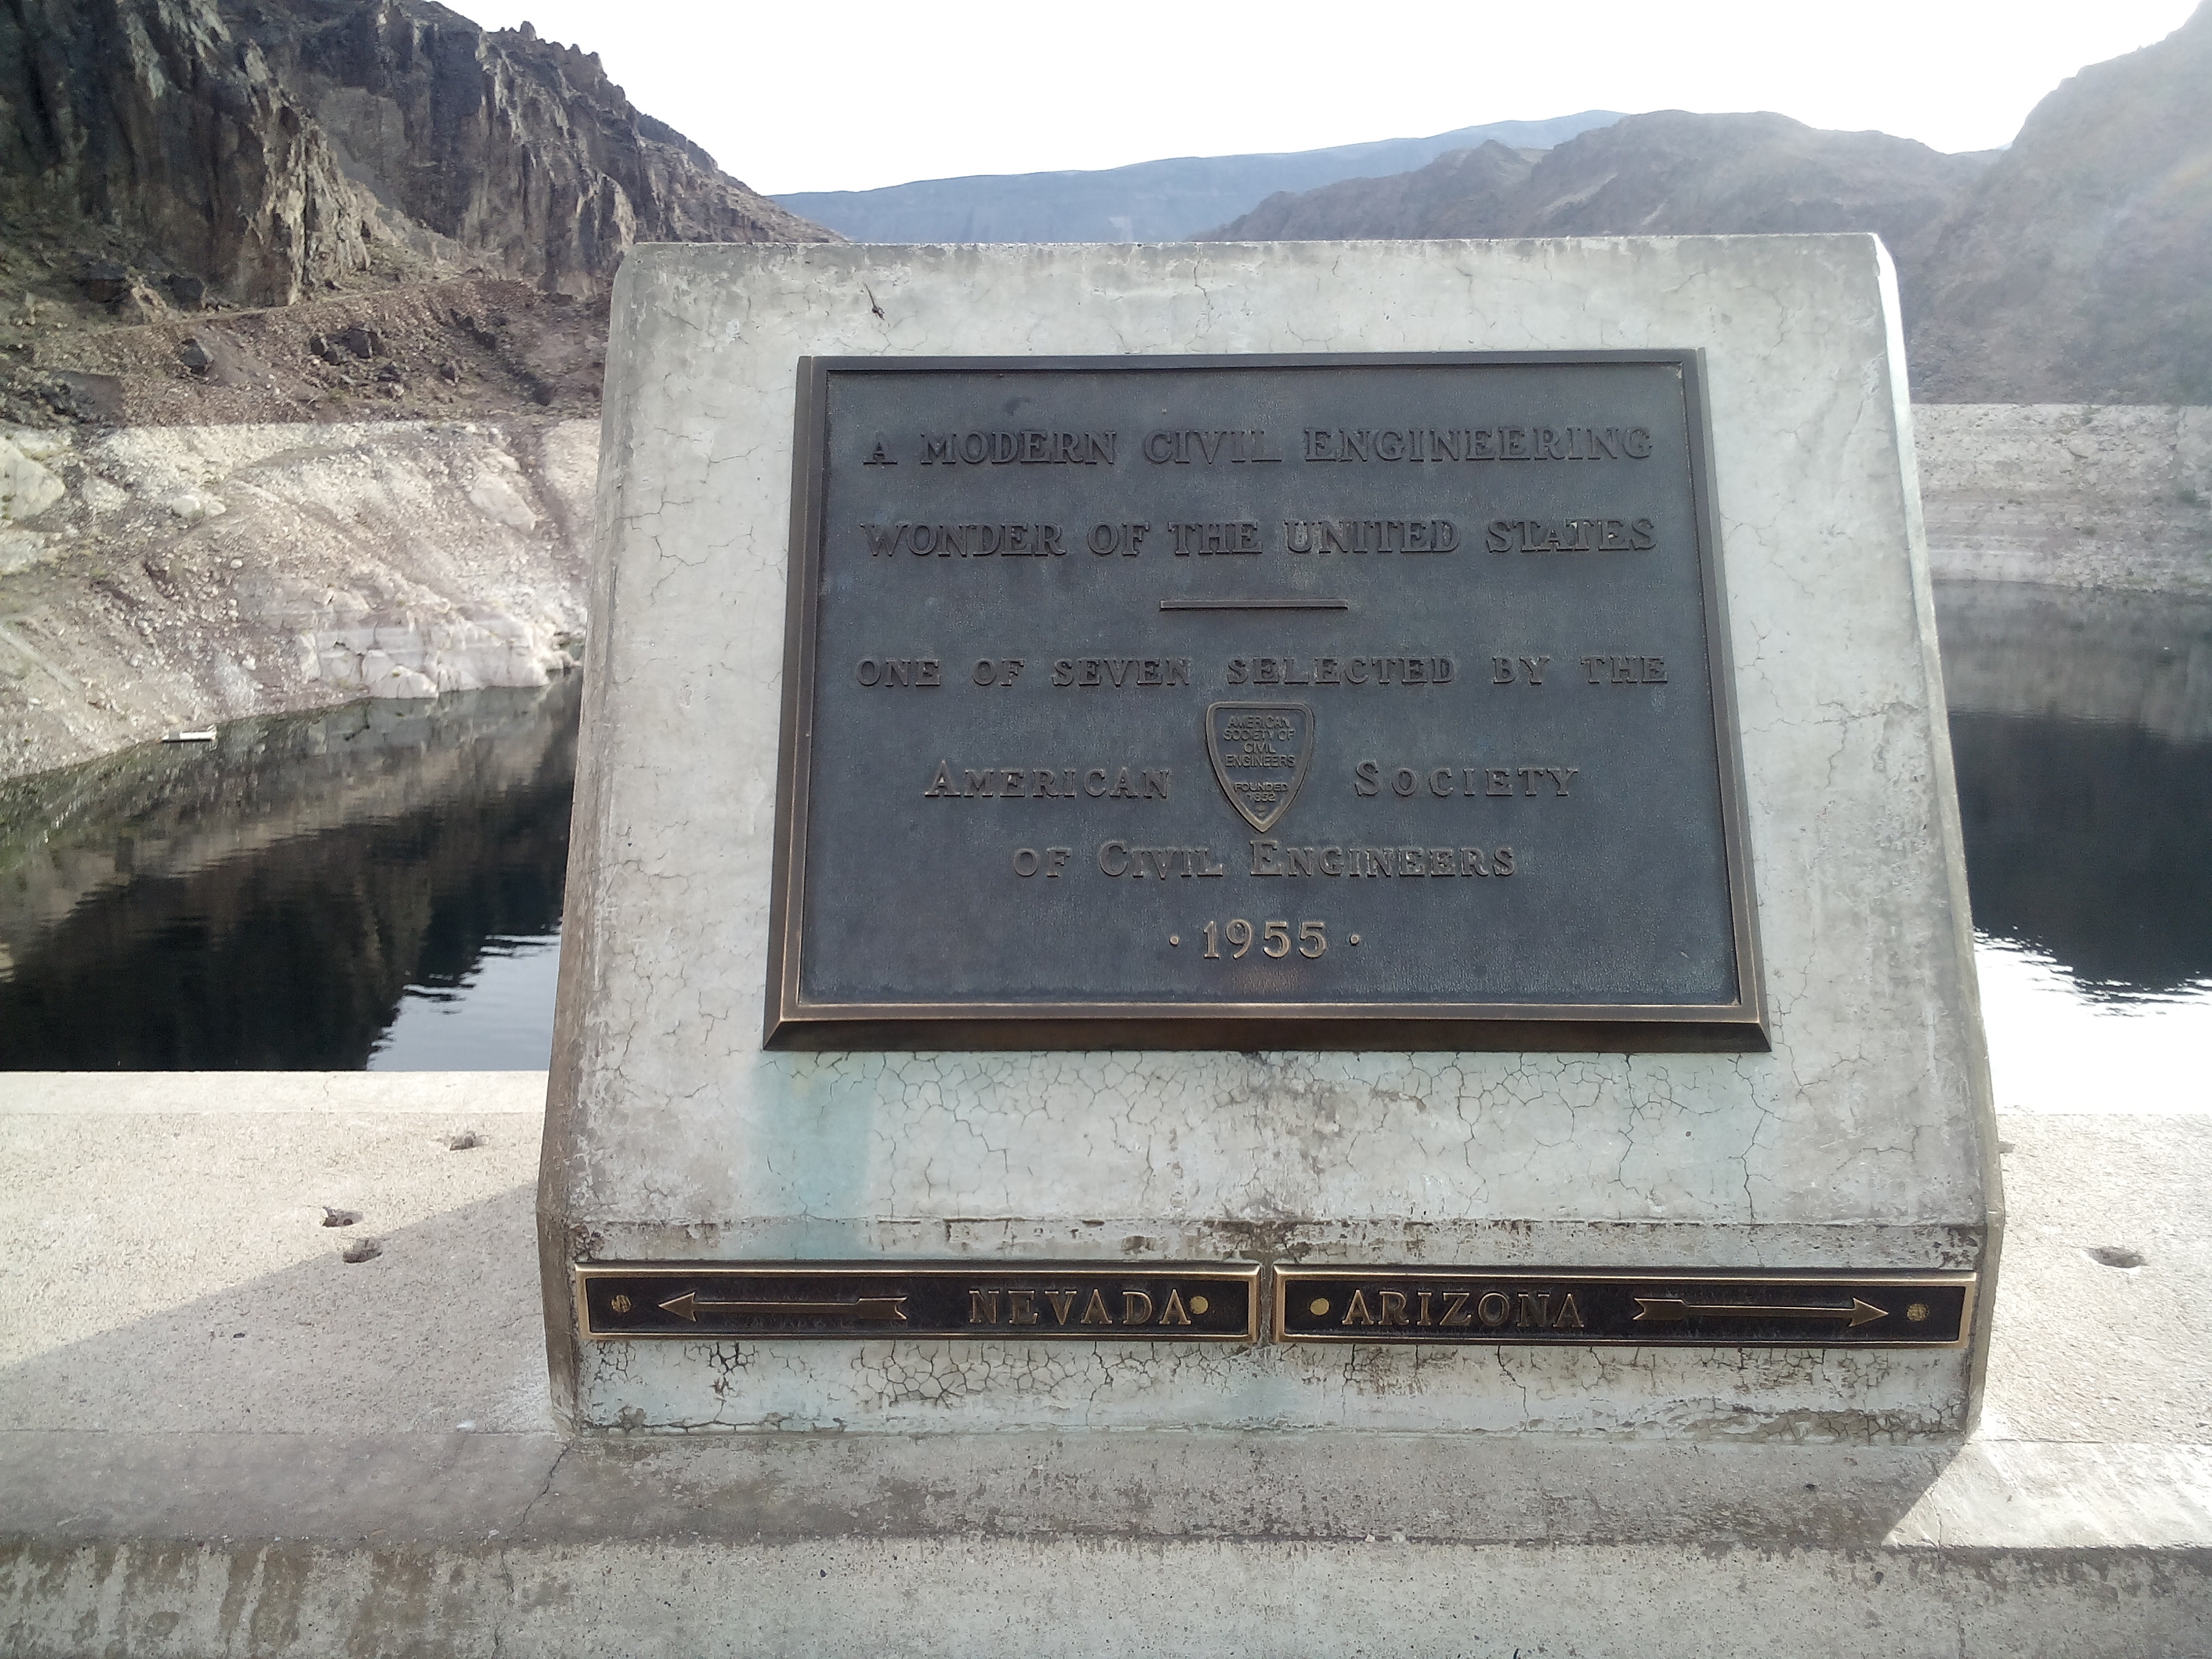 A MODERN CIVIL ENGINEERING
WONDER OF THE UNITED STATES
ONE OF SEVEN SELECTED BY THE
AMERICAN
SOCIETY OF
CIVIL
ENGINEERS
FOUNDED
1852
AMERICAN SOCIETY
OF CIVIL ENGINEERS
· 1955 ·
NEVADA
ARIZONA